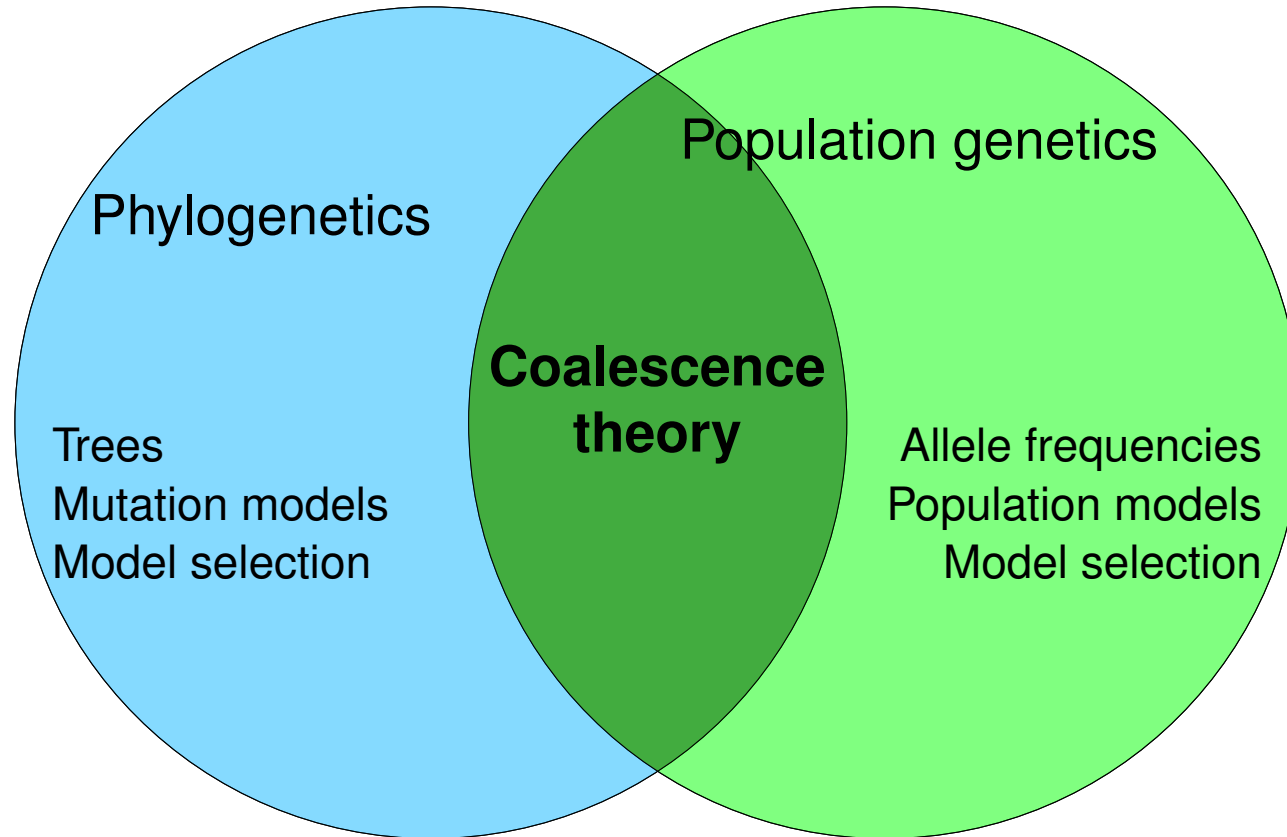 Phylogenetics
Population genetics
Coalescence
theory
Trees
Mutation models
Model selection
Allele frequencies
Population models
Model selection